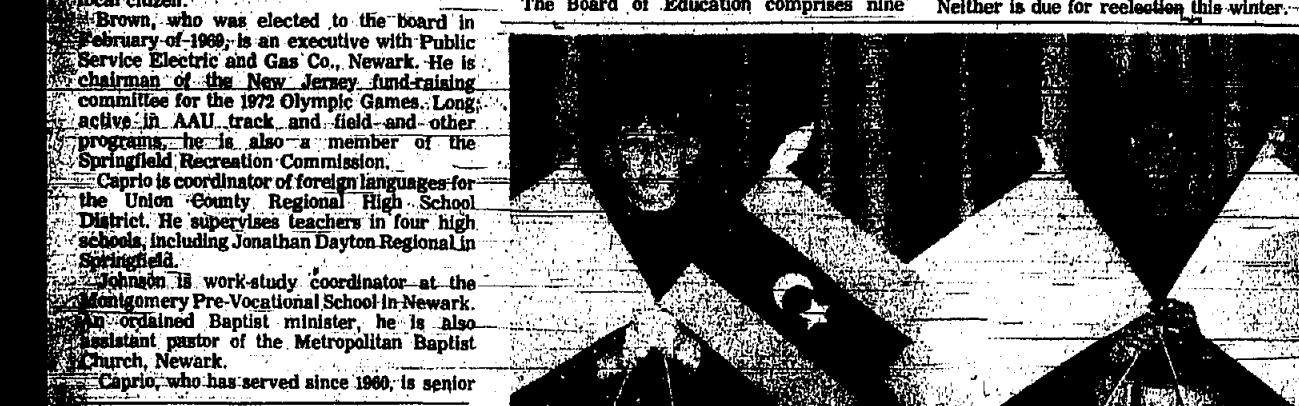 local citizen.
Brown, who was elected to the board in
February of 1969, is an executive with Public
Service Electric and Gas Co., Newark. He is
chairman of the New Jersey fund-raising
committee for the 1972 Olympic Games. Long
active in AAU track and field and other
programs, he is also a member of the
Springfield Recreation Commission.
Caprio is coordinator of foreign languages for
the Union County Regional High School
District. He supervises teachers in four high
schools, including Jonathan Dayton Regional in
Springfield.
Johnson is work-study coordinator at the
Montgomery Pre-Vocational School in Newark.
An ordained Baptist minister, he is also
assistant pastor of the Metropolitan Baptist
Church, Newark.
Caprio, who has served since 1960, is senior
The Board of Education comprises nine
Neither is due for reelection this winter.